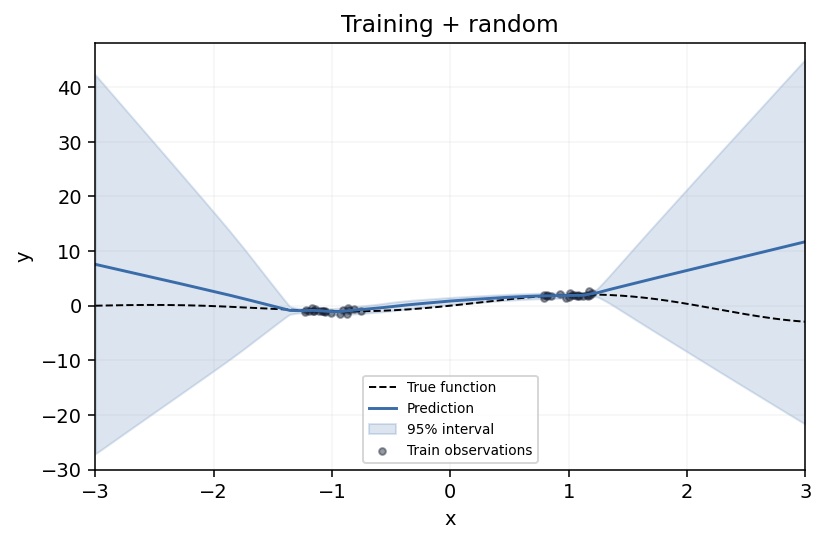 Training + random
40
30
20
10
0
−10
−20
−30
y
−3
−2
−1
0
1
2
3
x
True function
Prediction
95% interval
Train observations